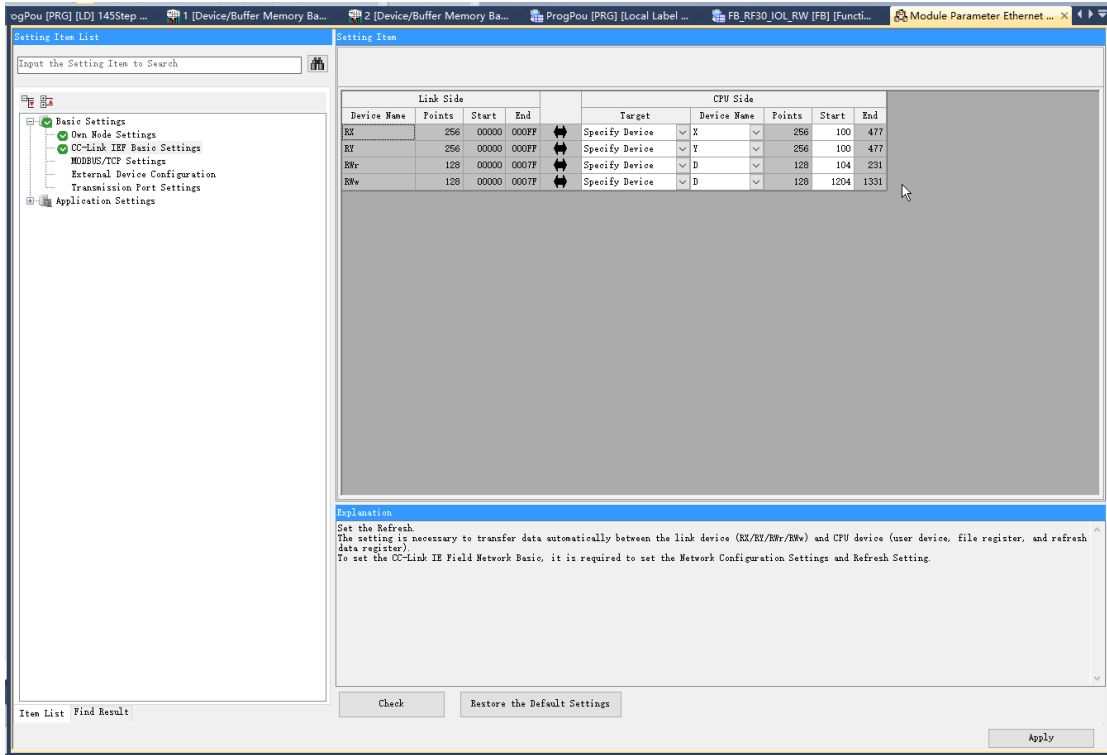 ogPou [PRG] [LD] 145Step ...
1 [Device/Buffer Memory Ba...
2 [Device/Buffer Memory Ba...
ProgPou [PRG] [Local Label ...
FB_RF30_IOL_RW [FB] [Functi...
Module Parameter Ethernet ...
Setting Item List
Input the Setting Item to Search
Basic Settings
Own Node Settings
CC-Link IEF Basic Settings
MODBUS/TCP Settings
External Device Configuration
Transmission Port Settings
Application Settings
Item List Find Result
Setting Item
Link Side CPU Side
Device Name Points Start End Target Device Name Points Start End
RX 256 00000 000FF Specify Device X 256 100 477
RY 256 00000 000FF Specify Device Y 256 100 477
RWr 128 00000 0007F Specify Device D 128 104 231
RWw 128 00000 0007F Specify Device D 128 1204 1331
Explanation
Set the Refresh.
The setting is necessary to transfer data automatically between the link device (RX/RY/RWr/RWw) and CPU device (user device, file register, and refresh
data register).
To set the CC-Link IE Field Network Basic, it is required to set the Network Configuration Settings and Refresh Setting.
Check Restore the Default Settings
Apply